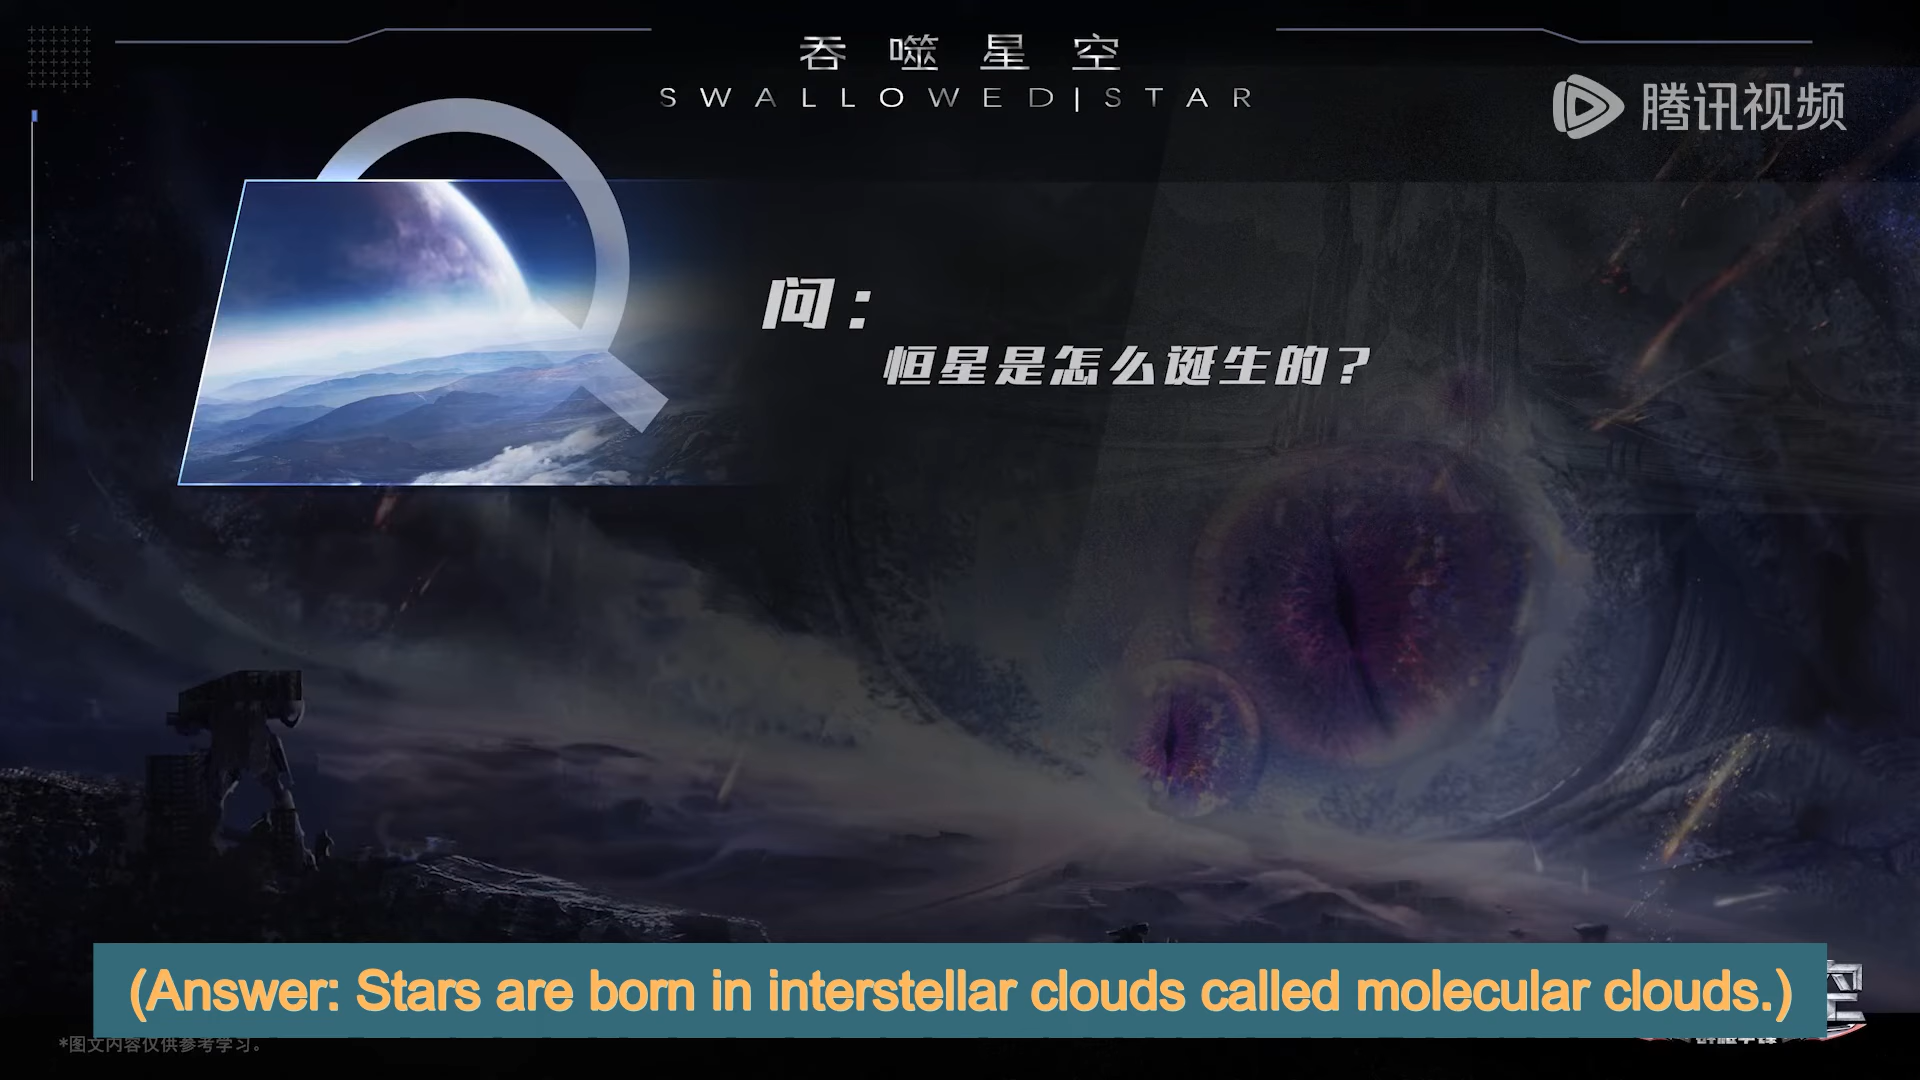 吞噬星空
SWALLOWED|STAR
腾讯视频
问：
恒星是怎么诞生的？
(Answer: Stars are born in interstellar clouds called molecular clouds.)
*图文内容仅供参考学习。